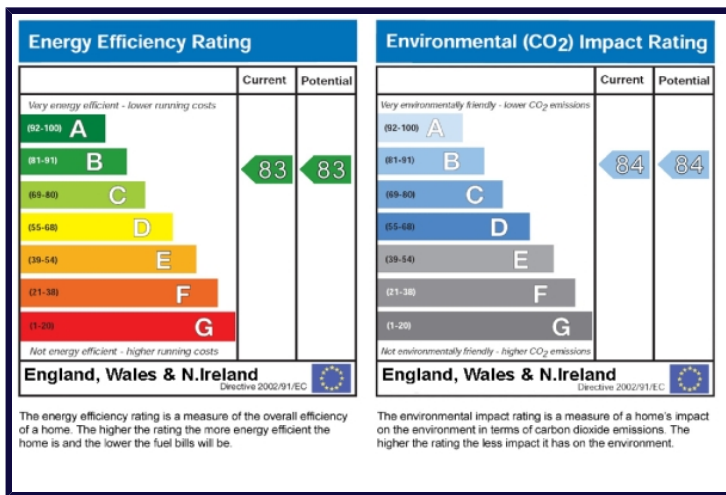 Energy Efficiency Rating
Current Potential
Very energy efficient - lower running costs
(92-100) A
(81-91) B
83 83
(69-80) C
(55-68) D
(39-54) E
(21-38) F
(1-20) G
Not energy efficient - higher running costs
England, Wales & N.Ireland
Directive 2002/91/EC
The energy efficiency rating is a measure of the overall efficiency
of a home. The higher the rating the more energy efficient the
home is and the lower the fuel bills will be.
Environmental (CO2) Impact Rating
Current Potential
Very environmentally friendly - lower CO2 emissions
(92-100) A
(81-91) B
84 84
(69-80) C
(55-68) D
(39-54) E
(21-38) F
(1-20) G
Not environmentally friendly - higher CO2 emissions
England, Wales & N.Ireland
Directive 2002/91/EC
The environmental impact rating is a measure of a home's impact
on the environment in terms of carbon dioxide emissions. The
higher the rating the less impact it has on the environment.